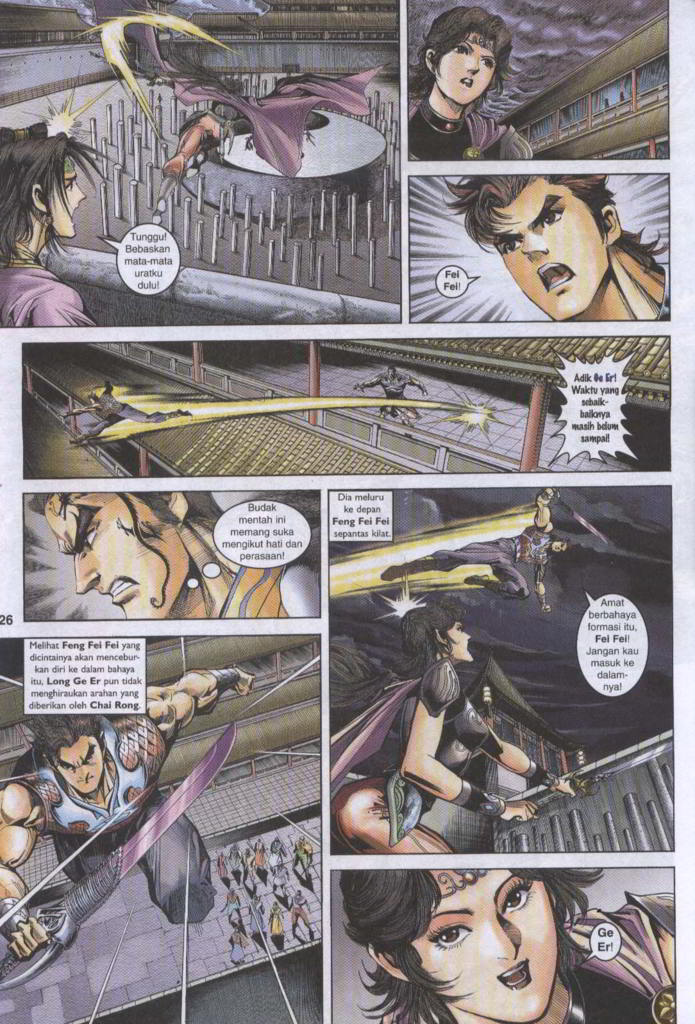 Tunggu!
Bebaskan
mata-mata
uratku
dulu!
Fei
Fei!
Adik Ge Er!
Waktu yang
sebaik-
baiknya
masih belum
sampai!
Budak
mentah ini
memang suka
mengikut hati dan
perasaan!
Dia meluru
ke depan
Feng Fei Fei
sepantas kilat.
Amat
berbahaya
formasi itu,
Fei Fei!
Jangan kau
masuk ke
dalam-
nya!
26
Melihat Feng Fei Fei yang
dicintainya akan mencebur-
kan diri ke dalam bahaya
itu, Long Ge Er pun tidak
menghiraukan arahan yang
diberikan oleh Chai Rong.
Ge
Er!